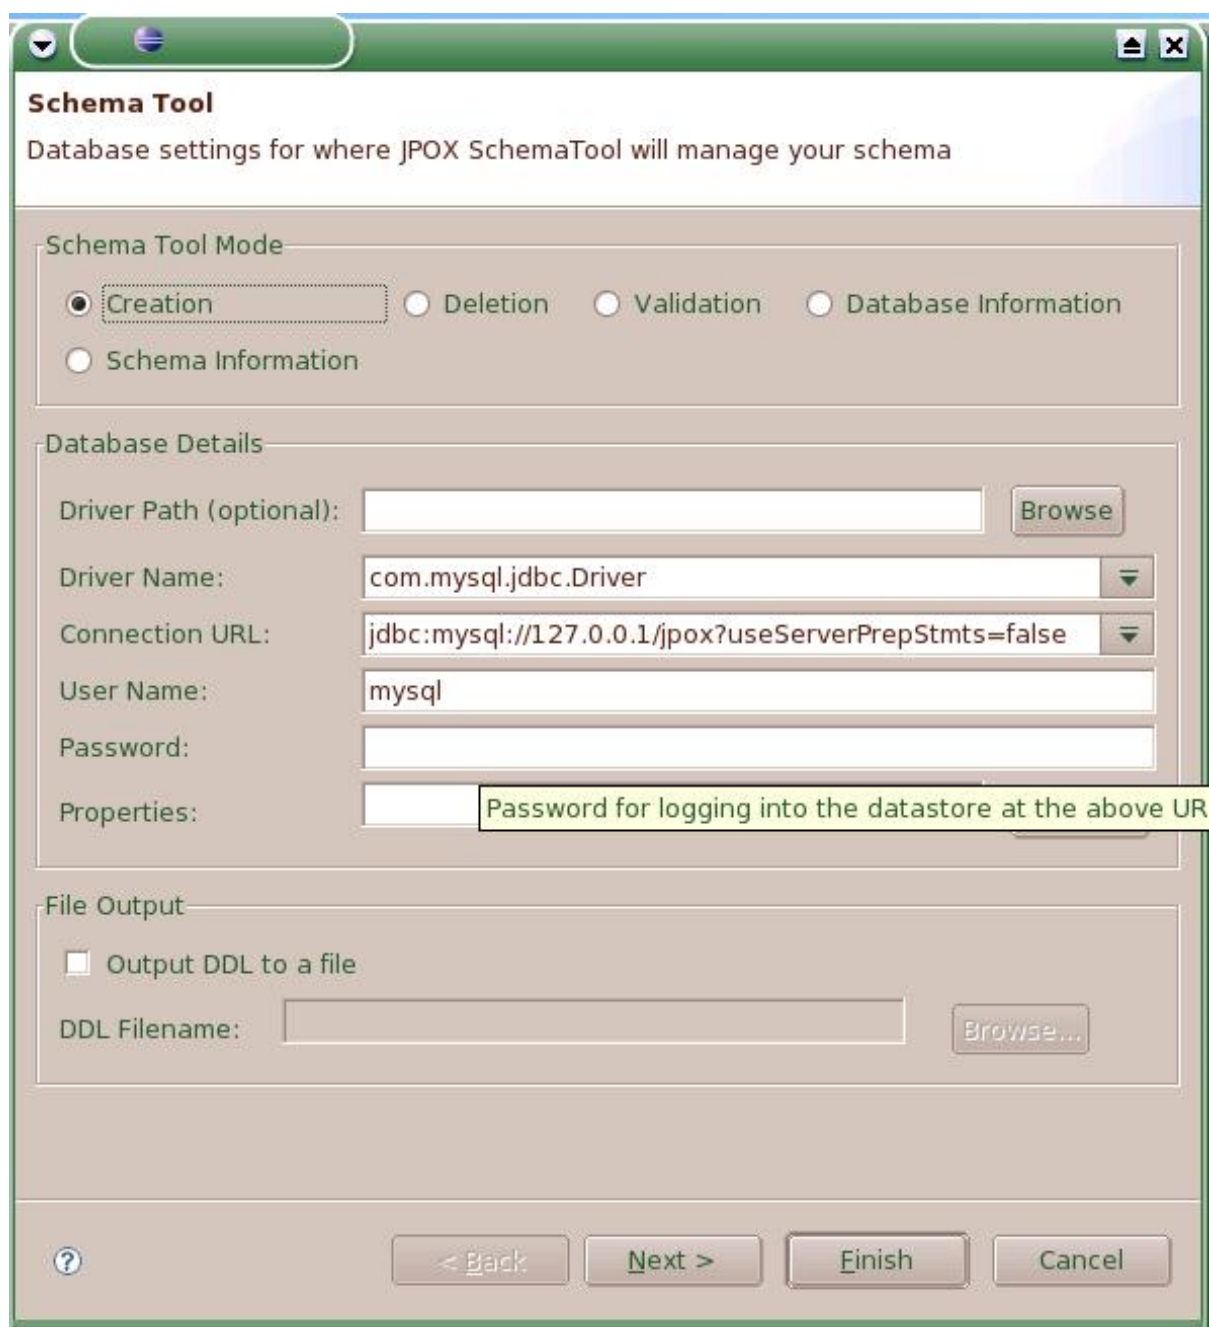 Schema Tool
Database settings for where JPOX SchemaTool will manage your schema
Schema Tool Mode
Creation Deletion Validation Database Information
Schema Information
Database Details
Driver Path (optional): Browse
Driver Name: com.mysql.jdbc.Driver
Connection URL: jdbc:mysql://127.0.0.1/jpox?useServerPrepStmts=false
User Name: mysql
Password:
Properties: Password for logging into the datastore at the above UR
File Output
Output DDL to a file
DDL Filename: Browse...
< Back Next > Finish Cancel